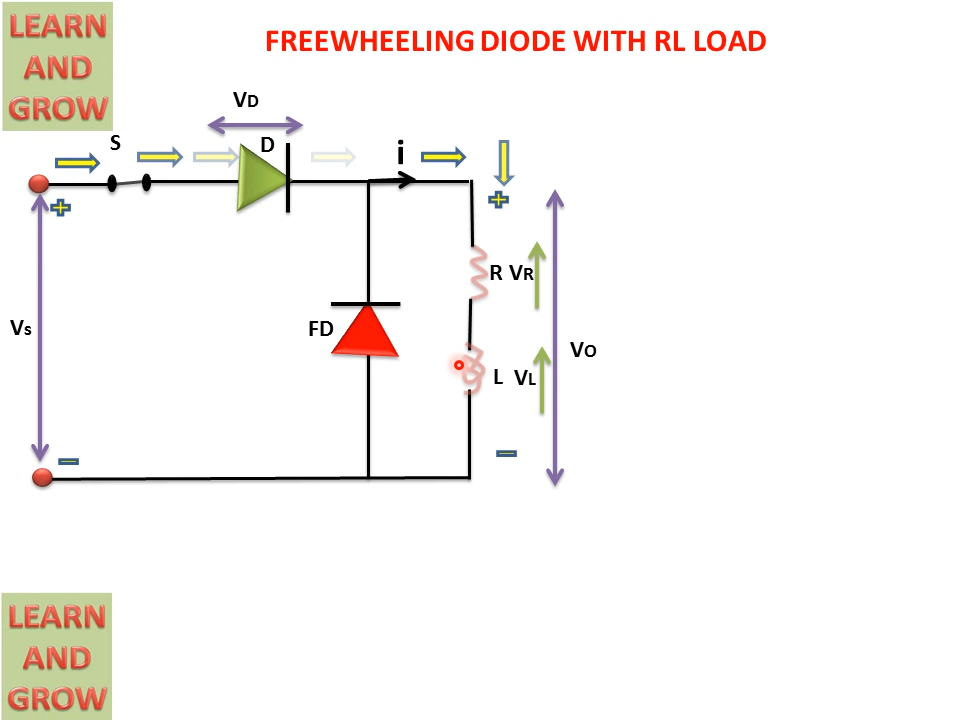 LEARN
AND
GROW
FREEWHEELING DIODE WITH RL LOAD
VD
S
D
i
+
+
R VR
Vs
FD
VO
L VL
−
−
LEARN
AND
GROW